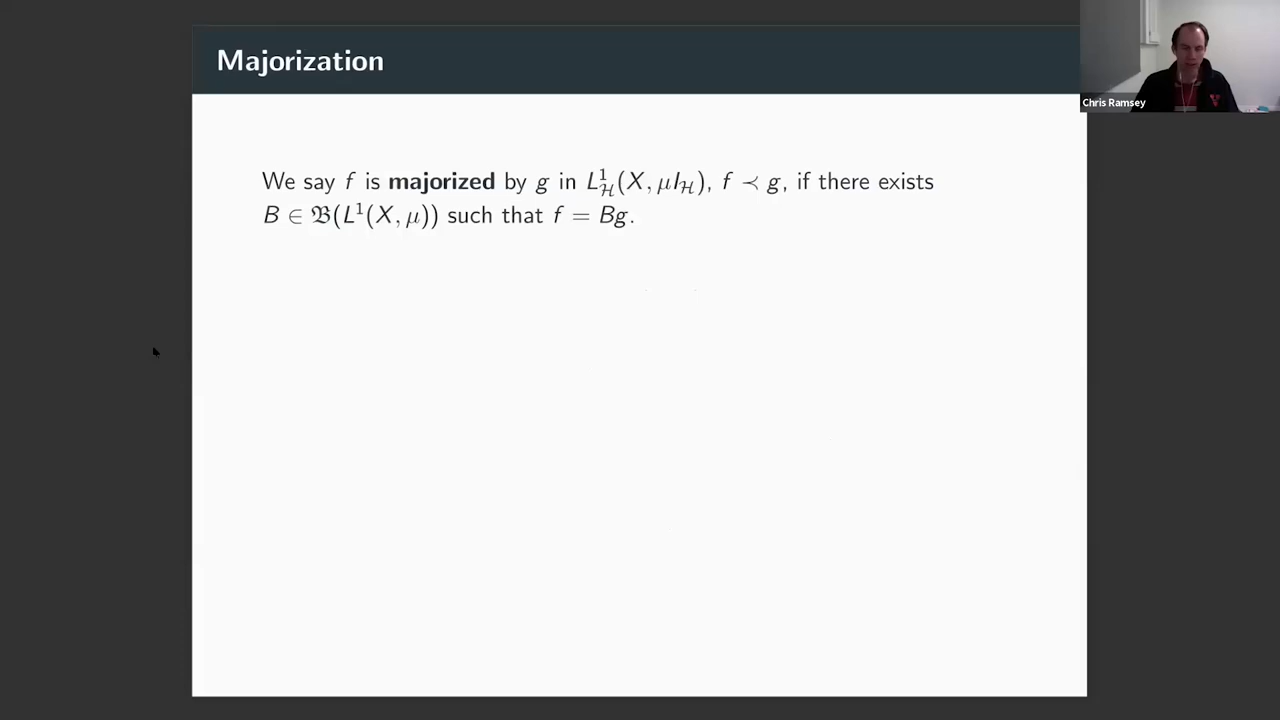 Majorization
Chris Ramsey
We say f is majorized by g in L¹_ℋ(X, μI_ℋ), f ≺ g, if there exists
B ∈ 𝔅(L¹(X, μ)) such that f = Bg.